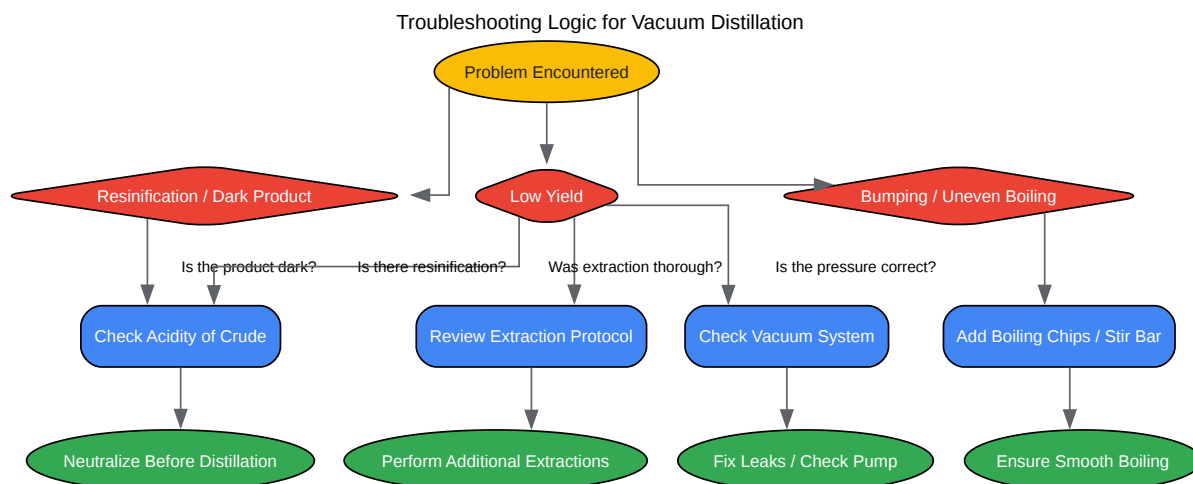 Troubleshooting Logic for Vacuum Distillation
Problem Encountered
Resinification / Dark Product
Low Yield
Bumping / Uneven Boiling
Is the product dark?
Is there resinification?
Was extraction thorough?
Is the pressure correct?
Check Acidity of Crude
Review Extraction Protocol
Check Vacuum System
Add Boiling Chips / Stir Bar
Neutralize Before Distillation
Perform Additional Extractions
Fix Leaks / Check Pump
Ensure Smooth Boiling